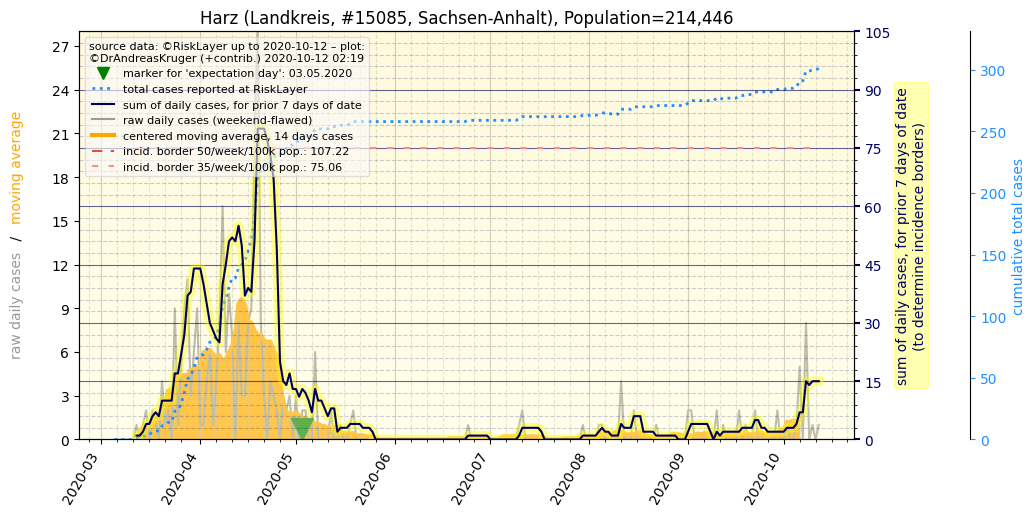 Harz (Landkreis, #15085, Sachsen-Anhalt), Population=214,446
source data: ©RiskLayer up to 2020-10-12 – plot:
©DrAndreasKruger (+contrib.) 2020-10-12 02:19
marker for 'expectation day': 03.05.2020
total cases reported at RiskLayer
sum of daily cases, for prior 7 days of date
raw daily cases (weekend-flawed)
centered moving average, 14 days cases
incid. border 50/week/100k pop.: 107.22
incid. border 35/week/100k pop.: 75.06
raw daily cases / moving average
27
24
21
18
15
12
9
6
3
0
2020-03
2020-04
2020-05
2020-06
2020-07
2020-08
2020-09
2020-10
105
90
75
60
45
30
15
0
sum of daily cases, for prior 7 days of date
(to determine incidence borders)
300
250
200
150
100
50
0
cumulative total cases